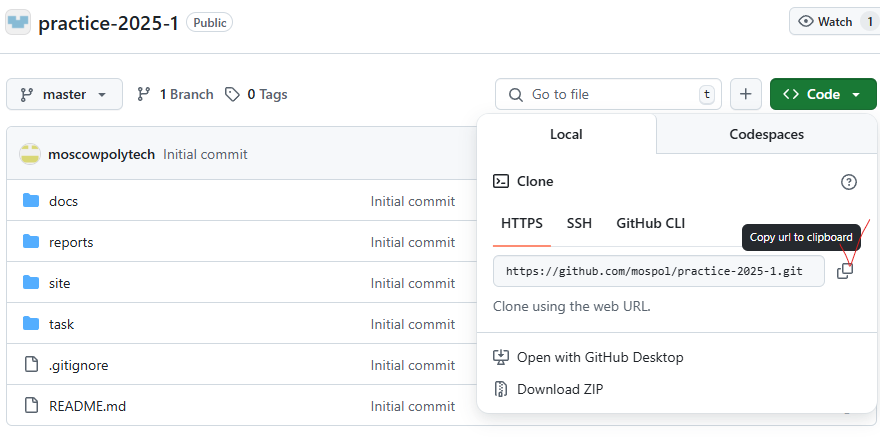 practice-2025-1 Public
Watch 1
master 1 Branch 0 Tags
Go to file t
Code
moscowpolytech Initial commit
docs Initial commit
reports Initial commit
site Initial commit
task Initial commit
.gitignore Initial commit
README.md Initial commit
Local Codespaces
Clone
HTTPS SSH GitHub CLI
Copy url to clipboard
https://github.com/mospol/practice-2025-1.git
Clone using the web URL.
Open with GitHub Desktop
Download ZIP